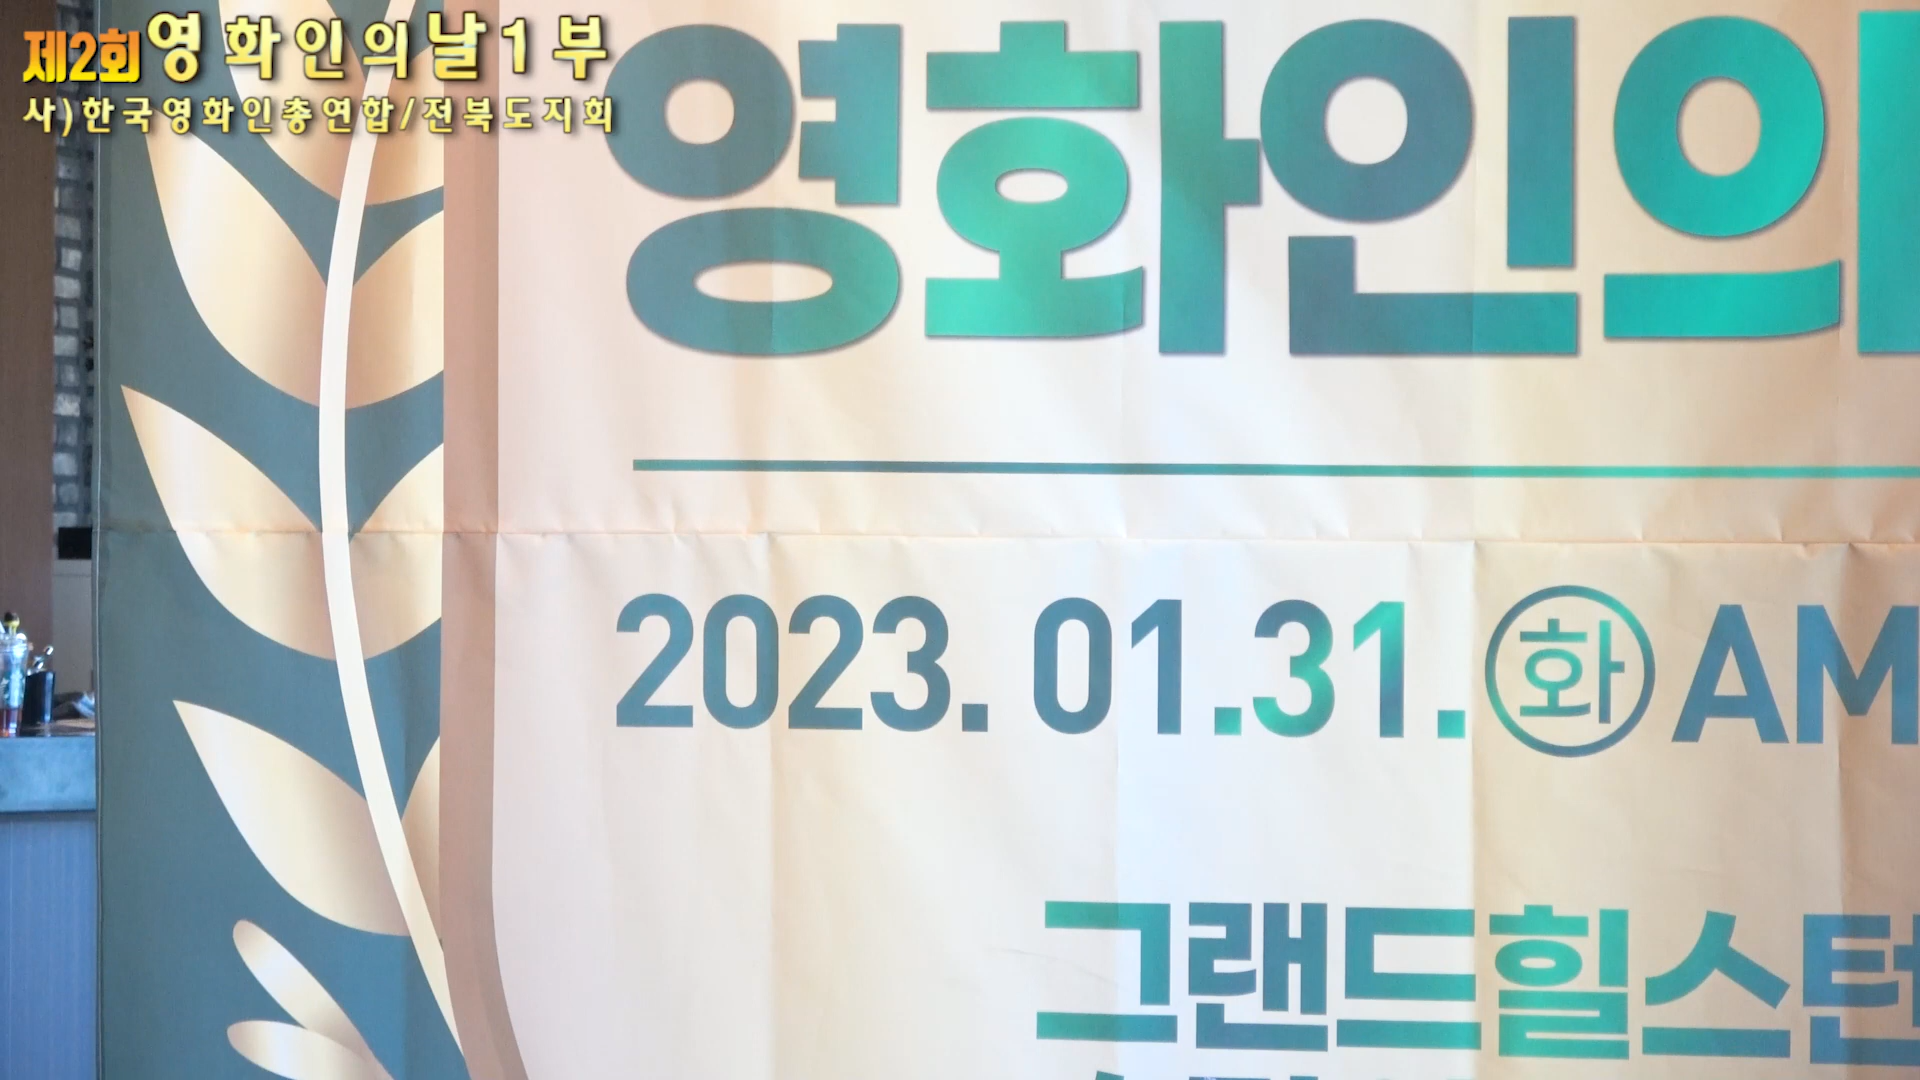 제2회 영화인의날1부
사)한국영화인총연합/전북도지회
영화인의
2023. 01.31. 화 AM
그랜드힐스턴